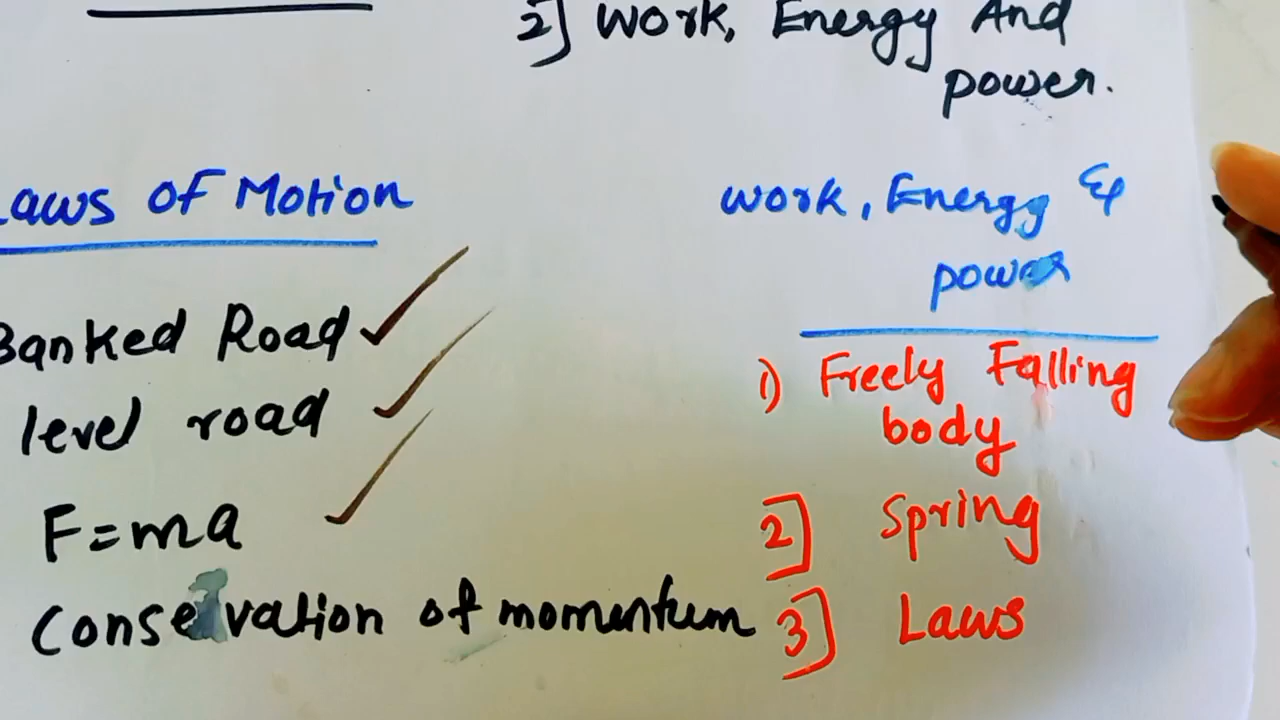 2] Work, Energy And
power.
Laws of Motion
Banked Road
level road
F=ma
Conservation of momentum
work, Energy &
power
1) Freely Falling
body
2] Spring
3] Laws